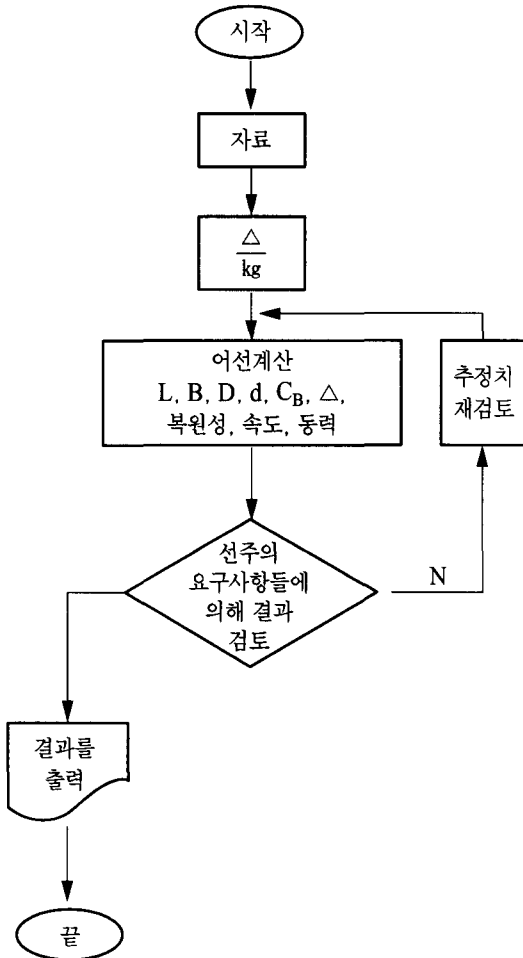 시작
자료
△
kg
어선계산
L, B, D, d, C_B, △,
복원성, 속도, 동력
추정치
재검토
선주의
요구사항들에
의해 결과
검토
N
결과를
출력
끝